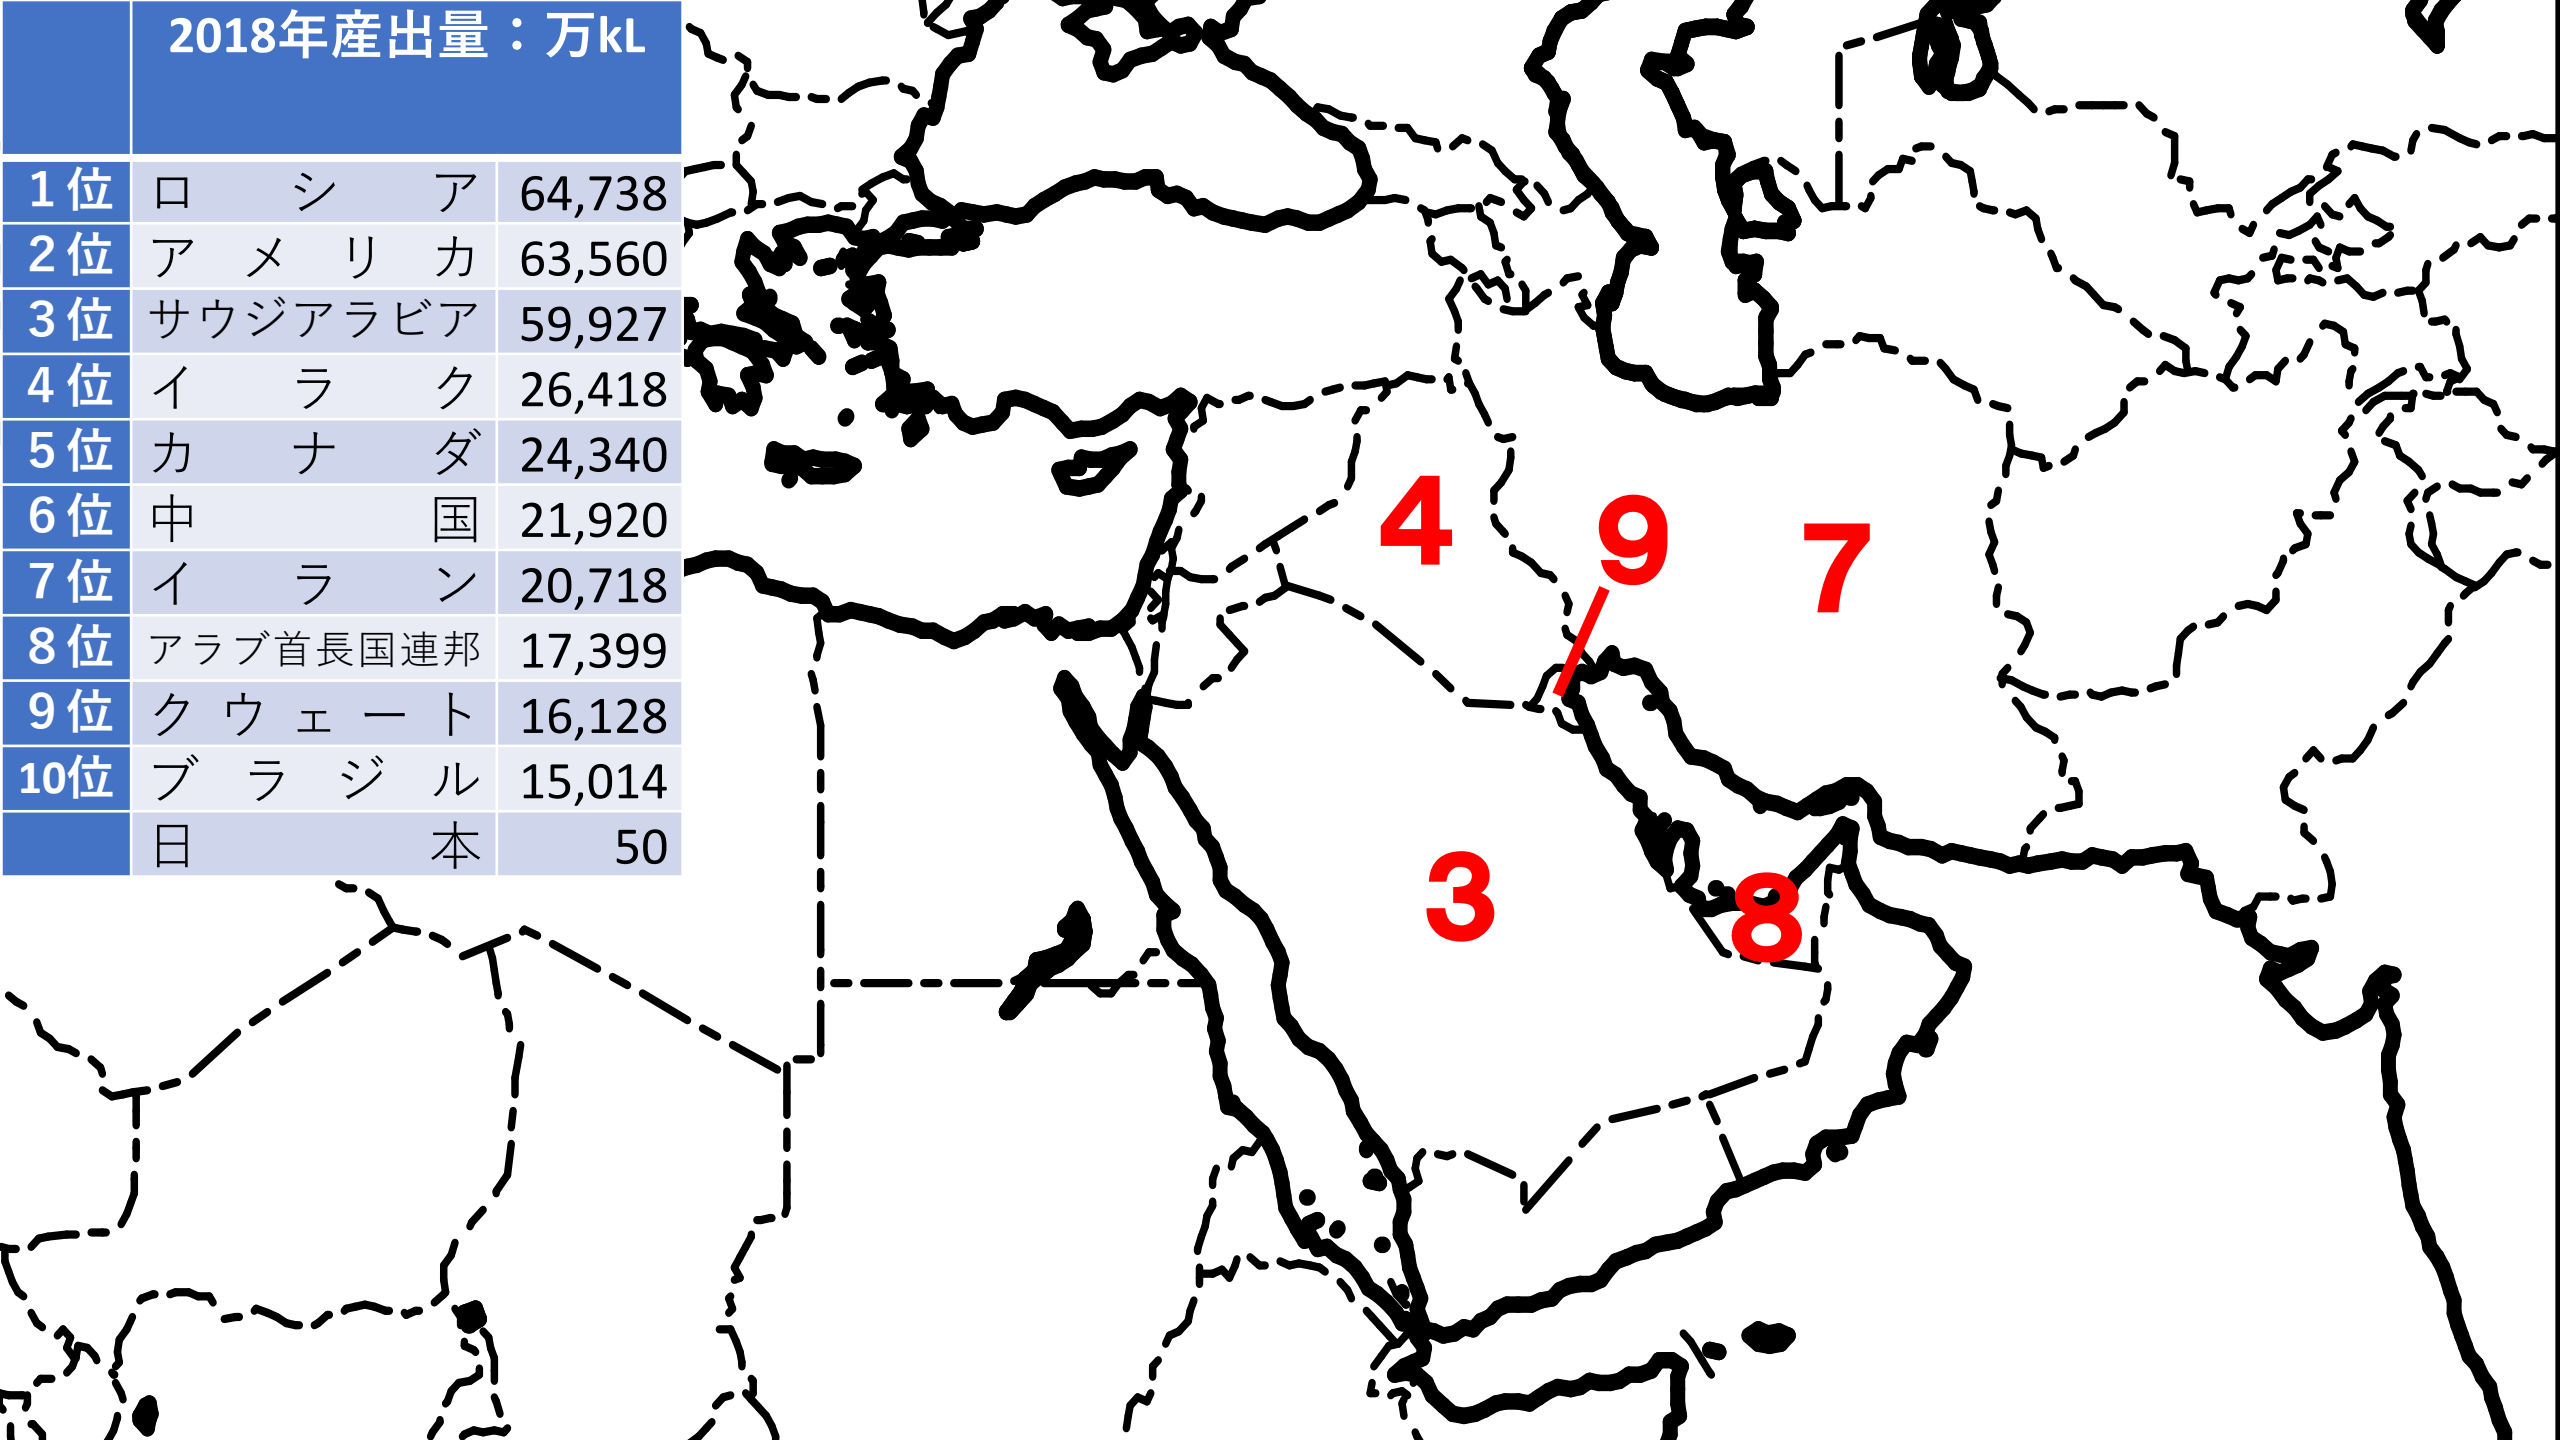 2018年産出量：万kL
1位 ロシア 64,738
2位 アメリカ 63,560
3位 サウジアラビア 59,927
4位 イラク 26,418
5位 カナダ 24,340
6位 中国 21,920
7位 イラン 20,718
8位 アラブ首長国連邦 17,399
9位 クウェート 16,128
10位 ブラジル 15,014
日本 50
4
9
7
3
8